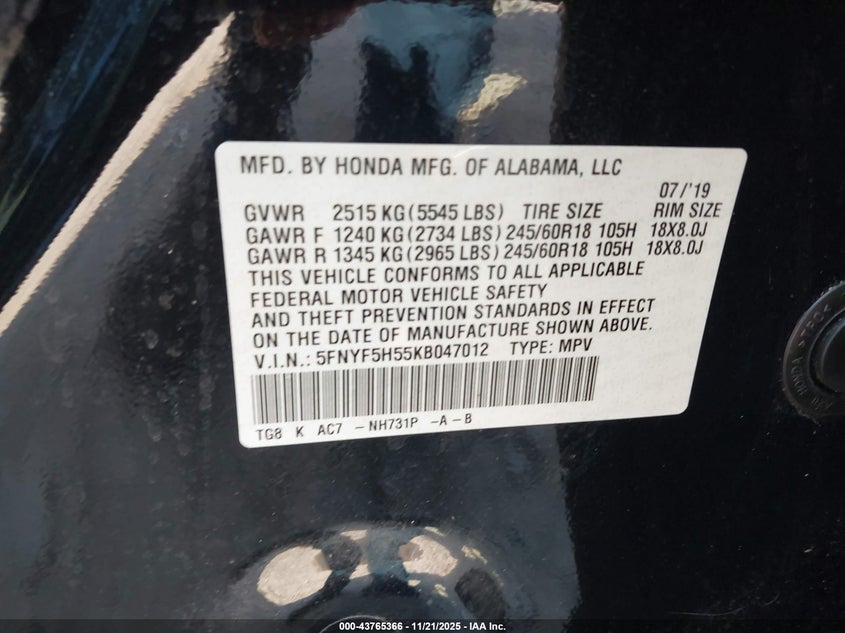 MFD. BY HONDA MFG. OF ALABAMA, LLC
07/'19
GVWR 2515 KG(5545 LBS) TIRE SIZE RIM SIZE
GAWR F 1240 KG(2734 LBS) 245/60R18 105H 18X8.0J
GAWR R 1345 KG(2965 LBS) 245/60R18 105H 18X8.0J
THIS VEHICLE CONFORMS TO ALL APPLICABLE
FEDERAL MOTOR VEHICLE SAFETY
AND THEFT PREVENTION STANDARDS IN EFFECT
ON THE DATE OF MANUFACTURE SHOWN ABOVE.
V.I.N.: 5FNYF5H55KB047012 TYPE: MPV
TG8 K AC7 -NH731P -A-B
000-43765366 - 11/21/2025 - IAA Inc.